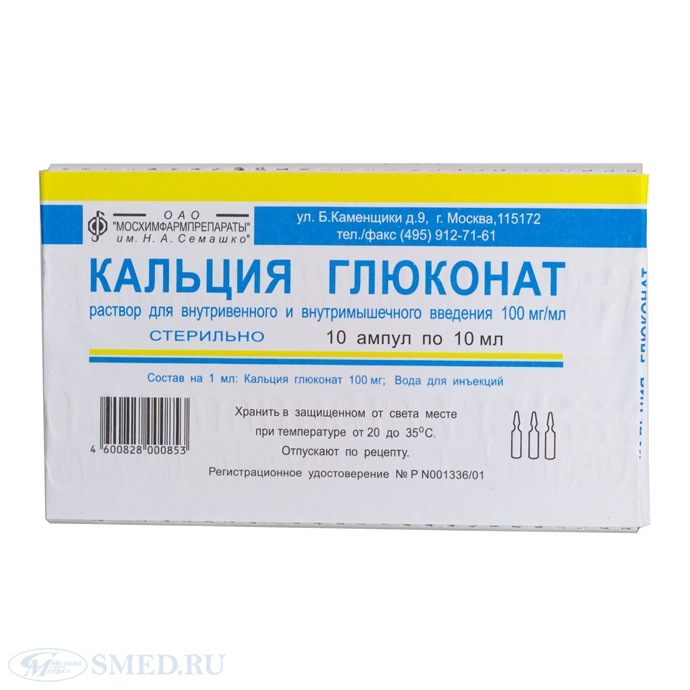 ОАО
"МОСХИМФАРМПРЕПАРАТЫ"
им. Н. А. Семашко"
ул. Б.Каменщики д.9, г. Москва,115172
тел./факс (495) 912-71-61
КАЛЬЦИЯ ГЛЮКОНАТ
раствор для внутривенного и внутримышечного введения 100 мг/мл
СТЕРИЛЬНО 10 ампул по 10 мл
Состав на 1 мл: Кальция глюконат 100 мг; Вода для инъекций
Хранить в защищенном от света месте
при температуре от 20 до 35⁰С.
Отпускают по рецепту.
Регистрационное удостоверение № Р N001336/01
4 600828 000853
КАЛЬЦИЯ ГЛЮКОНАТ
SMED.RU